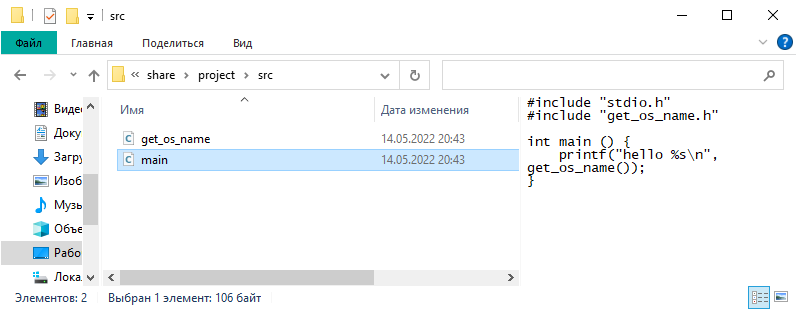 src
Файл Главная Поделиться Вид
share project src
Имя Дата изменения
get_os_name 14.05.2022 20:43
main 14.05.2022 20:43
Видео
Доку
Загру
Изоб
Музы
Объе
Рабо
Лока
#include "stdio.h"
#include "get_os_name.h"
int main () {
printf("hello %s\n",
get_os_name());
}
Элементов: 2 Выбран 1 элемент: 106 байт